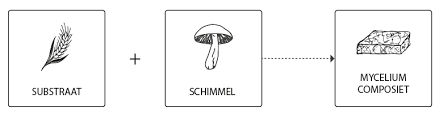 SUBSTRAAT
+
SCHIMMEL
MYCELIUM
COMPOSIET